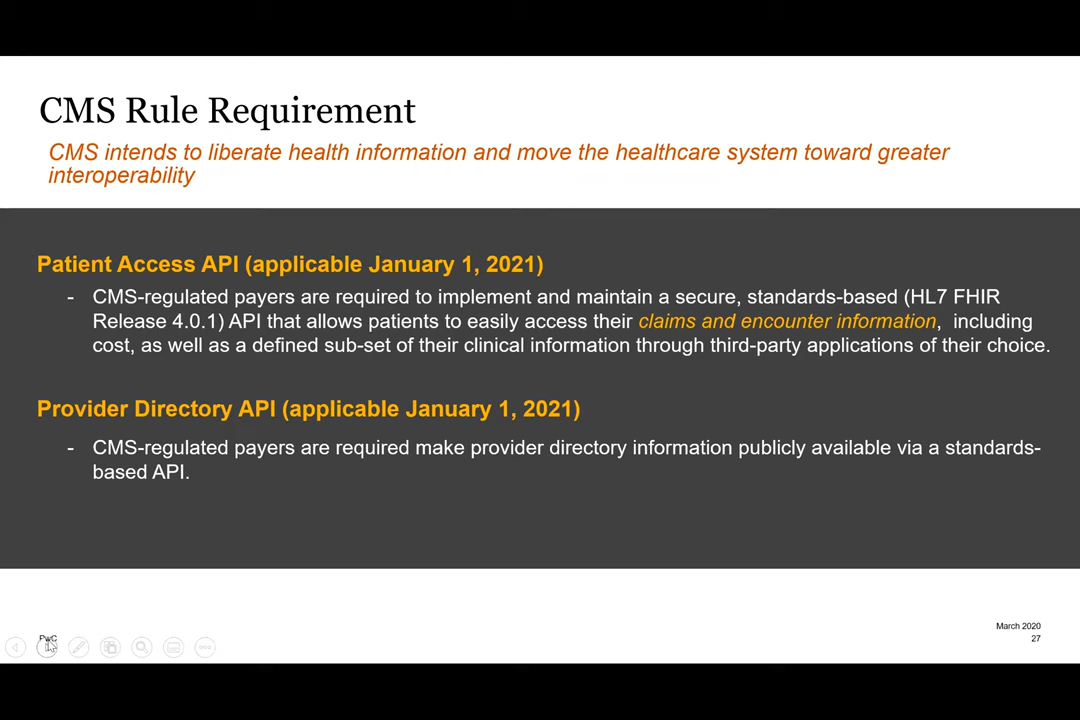 CMS Rule Requirement
CMS intends to liberate health information and move the healthcare system toward greater
interoperability
Patient Access API (applicable January 1, 2021)
- CMS-regulated payers are required to implement and maintain a secure, standards-based (HL7 FHIR
Release 4.0.1) API that allows patients to easily access their claims and encounter information, including
cost, as well as a defined sub-set of their clinical information through third-party applications of their choice.
Provider Directory API (applicable January 1, 2021)
- CMS-regulated payers are required make provider directory information publicly available via a standards-
based API.
March 2020
PwC
27